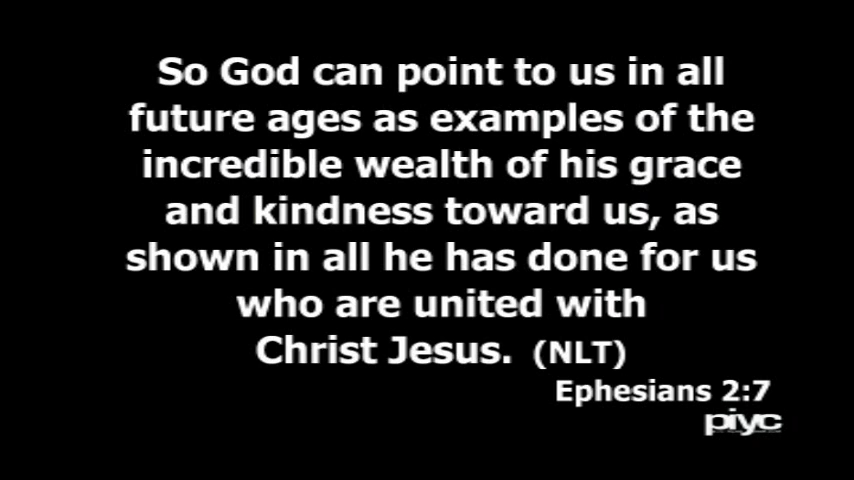 So God can point to us in all
future ages as examples of the
incredible wealth of his grace
and kindness toward us, as
shown in all he has done for us
who are united with
Christ Jesus. (NLT)
Ephesians 2:7
piyc